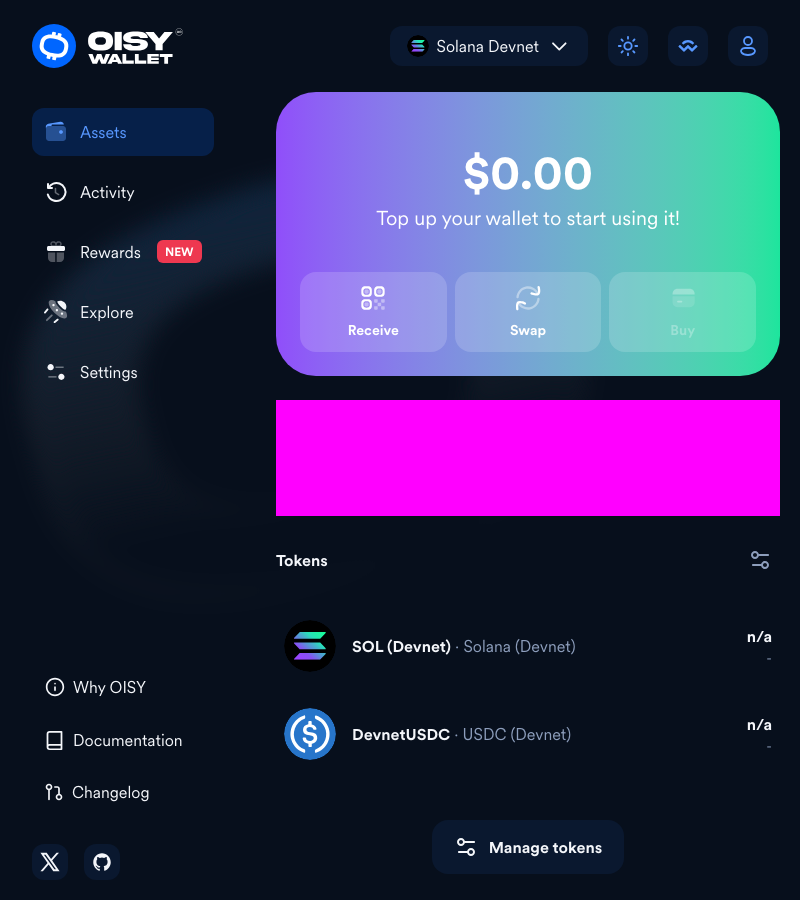 OISY
WALLET
Solana Devnet
Assets
Activity
Rewards
NEW
Explore
Settings
$0.00
Top up your wallet to start using it!
Receive
Swap
Buy
Tokens
SOL (Devnet) · Solana (Devnet)
n/a
-
DevnetUSDC · USDC (Devnet)
n/a
-
Why OISY
Documentation
Changelog
Manage tokens